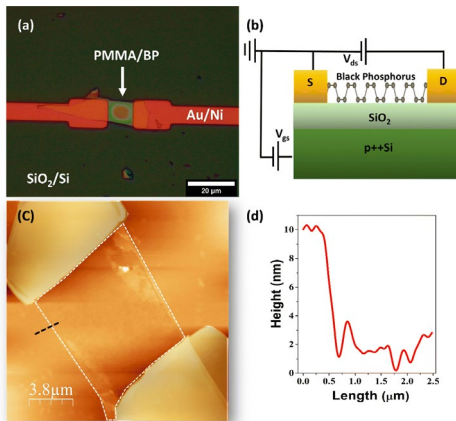 (a)
PMMA/BP
Au/Ni
SiO2/Si
20 μm
(b)
Vds
S
Black Phosphorus
D
SiO2
Vgs
p++Si
(C)
3.8μm
(d)
Height (nm)
10
8
6
4
2
0
0.0 0.5 1.0 1.5 2.0 2.5
Length (μm)